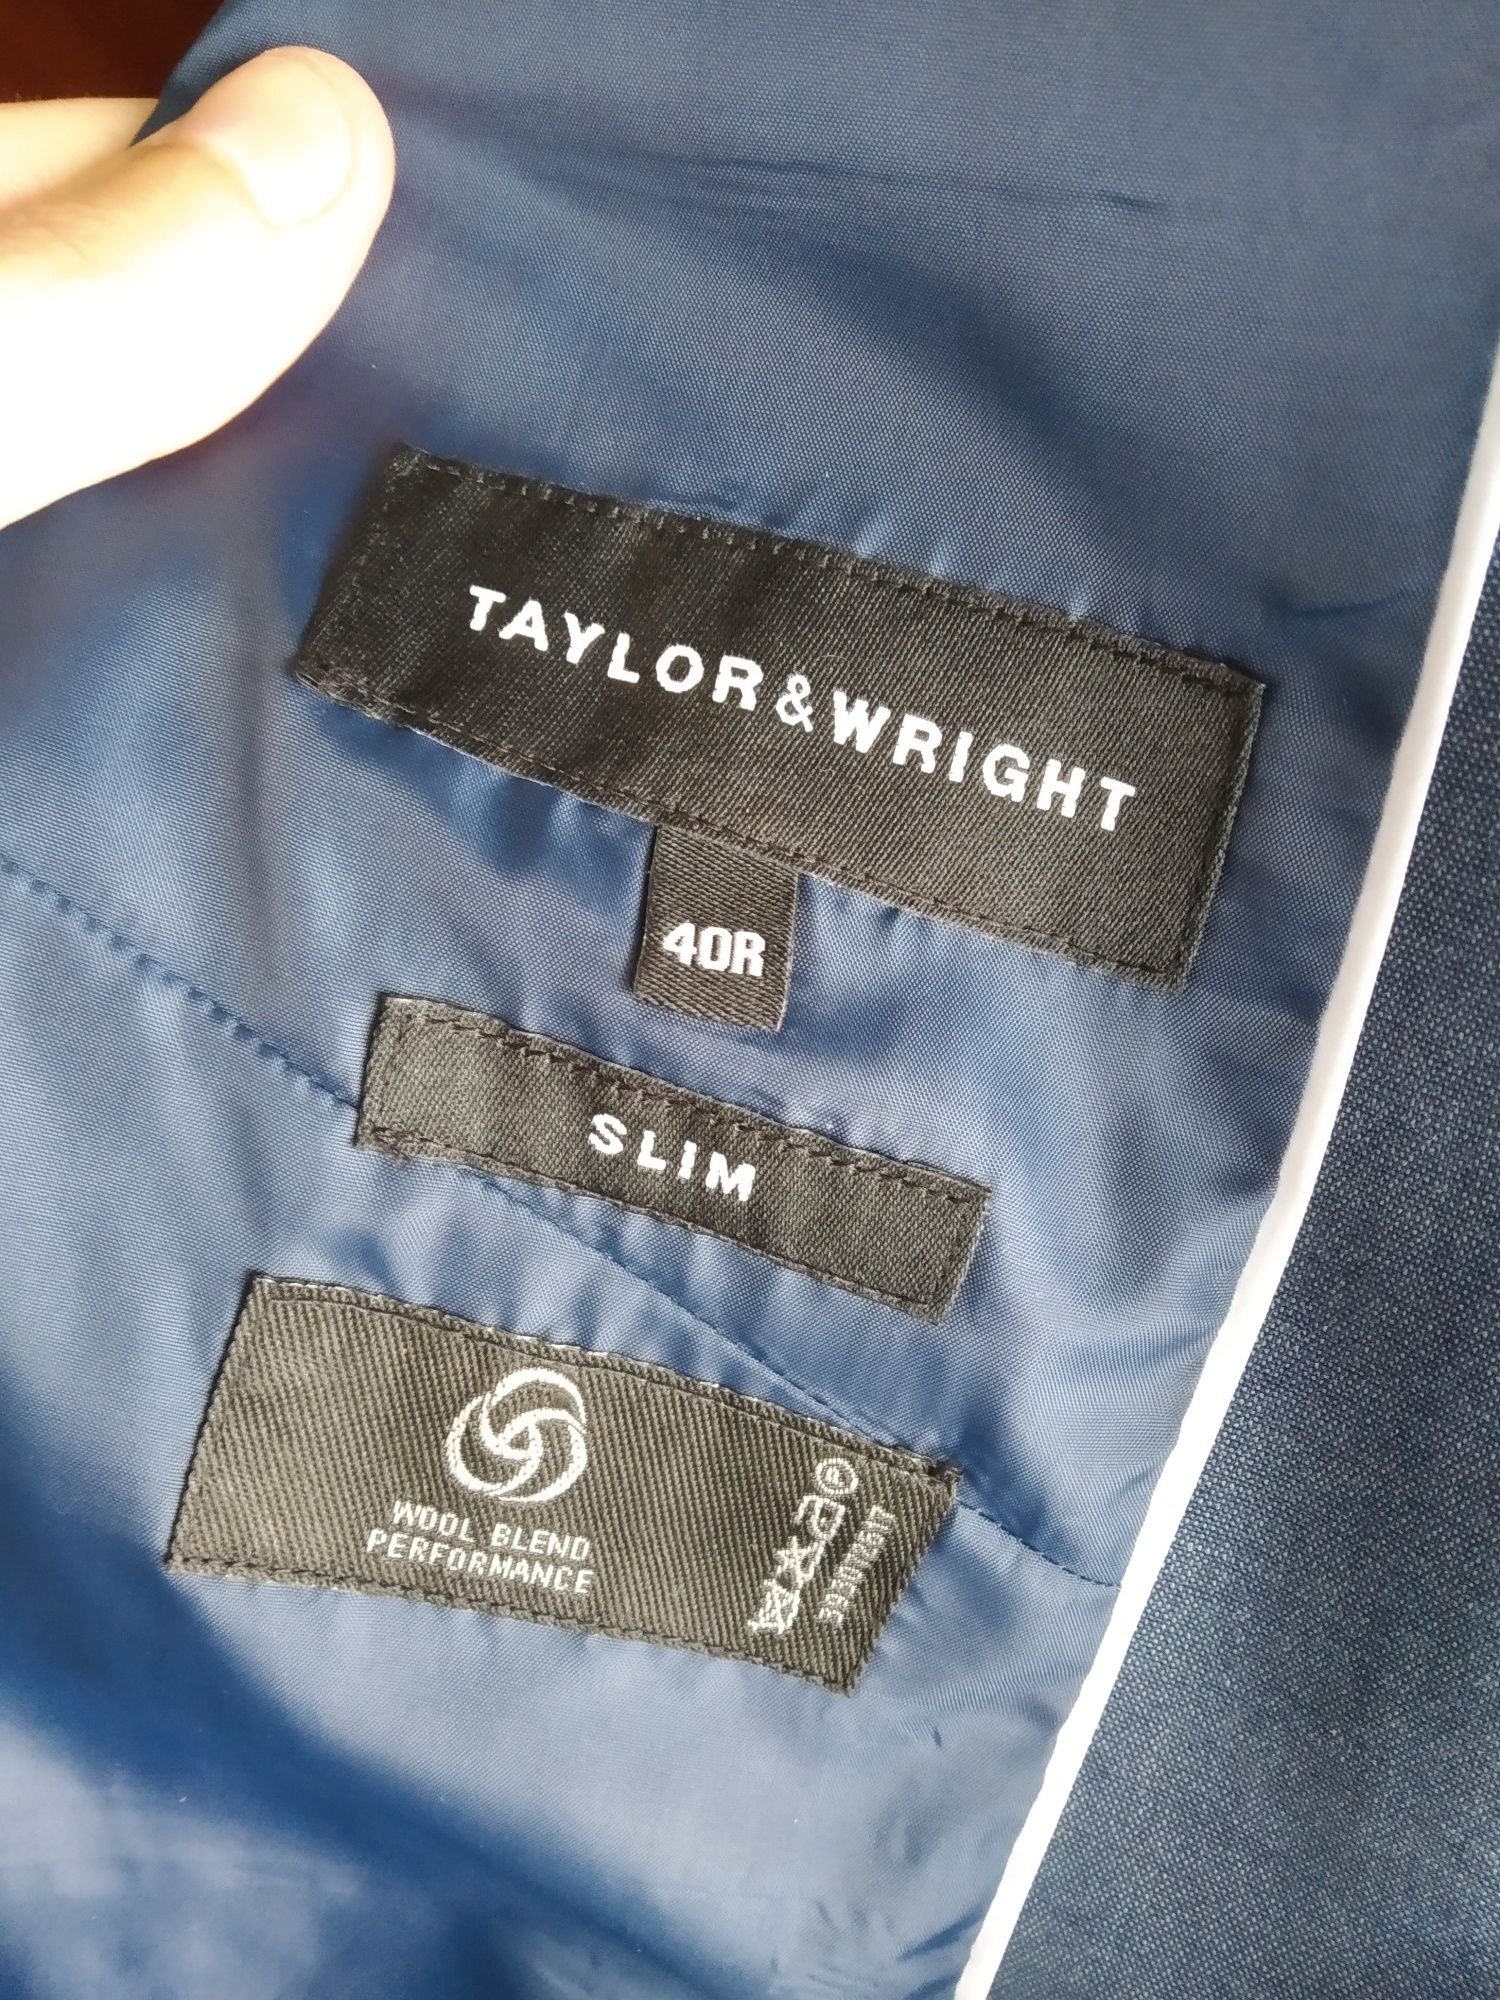 TAYLOR&WRIGHT
40R
SLIM
WOOL BLEND
PERFORMANCE